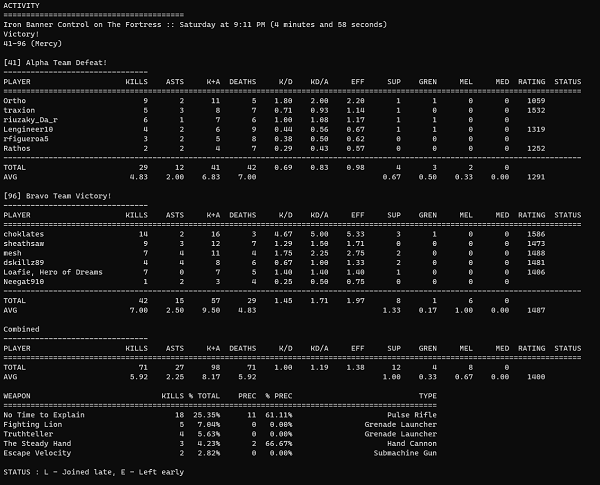 ACTIVITY
========================================
Iron Banner Control on The Fortress :: Saturday at 9:11 PM (4 minutes and 58 seconds)
Victory!
41-96 (Mercy)
[41] Alpha Team Defeat!
--------------------------------
PLAYER KILLS ASTS K+A DEATHS K/D KD/A EFF SUP GREN MEL MED RATING STATUS
Ortho 9 2 11 5 1.80 2.00 2.20 1 1 0 0 1059
traxion 5 3 8 7 0.71 0.93 1.14 1 0 0 0 1532
riuzaky_Da_r 6 1 7 6 1.00 1.08 1.17 0 1 0 0
Lengineer10 4 2 6 9 0.44 0.56 0.67 1 1 0 0 1319
rfigueroa5 3 2 5 8 0.38 0.50 0.62 0 0 0 0
Rathos 2 2 4 7 0.29 0.43 0.57 0 0 0 0 1252
TOTAL 29 12 41 42 0.69 0.83 0.98 4 3 2 0
AVG 4.83 2.00 6.83 7.00 0.67 0.50 0.33 0.00 1291
[96] Bravo Team Victory!
--------------------------------
PLAYER KILLS ASTS K+A DEATHS K/D KD/A EFF SUP GREN MEL MED RATING STATUS
choklates 14 2 16 3 4.67 5.00 5.33 3 1 0 0 1586
sheathsaw 9 3 12 7 1.29 1.50 1.71 0 0 0 0 1473
mesh 7 4 11 4 1.75 2.25 2.75 2 0 0 0 1488
dskillz89 4 4 8 6 0.67 1.00 1.33 2 0 0 0 1481
Loafie, Hero of Dreams 7 0 7 5 1.40 1.40 1.40 1 0 0 0 1406
Neegat910 1 2 3 4 0.25 0.50 0.75 0 0 0 0
TOTAL 42 15 57 29 1.45 1.71 1.97 8 1 6 0
AVG 7.00 2.50 9.50 4.83 1.33 0.17 1.00 0.00 1487
Combined
--------------------------------
PLAYER KILLS ASTS K+A DEATHS K/D KD/A EFF SUP GREN MEL MED RATING STATUS
TOTAL 71 27 98 71 1.00 1.19 1.38 12 4 8 0
AVG 5.92 2.25 8.17 5.92 1.00 0.33 0.67 0.00 1400
WEAPON KILLS % TOTAL PREC % PREC TYPE
No Time to Explain 18 25.35% 11 61.11% Pulse Rifle
Fighting Lion 5 7.04% 0 0.00% Grenade Launcher
Truthteller 4 5.63% 0 0.00% Grenade Launcher
The Steady Hand 3 4.23% 2 66.67% Hand Cannon
Escape Velocity 2 2.82% 0 0.00% Submachine Gun
STATUS : L - Joined late, E - Left early